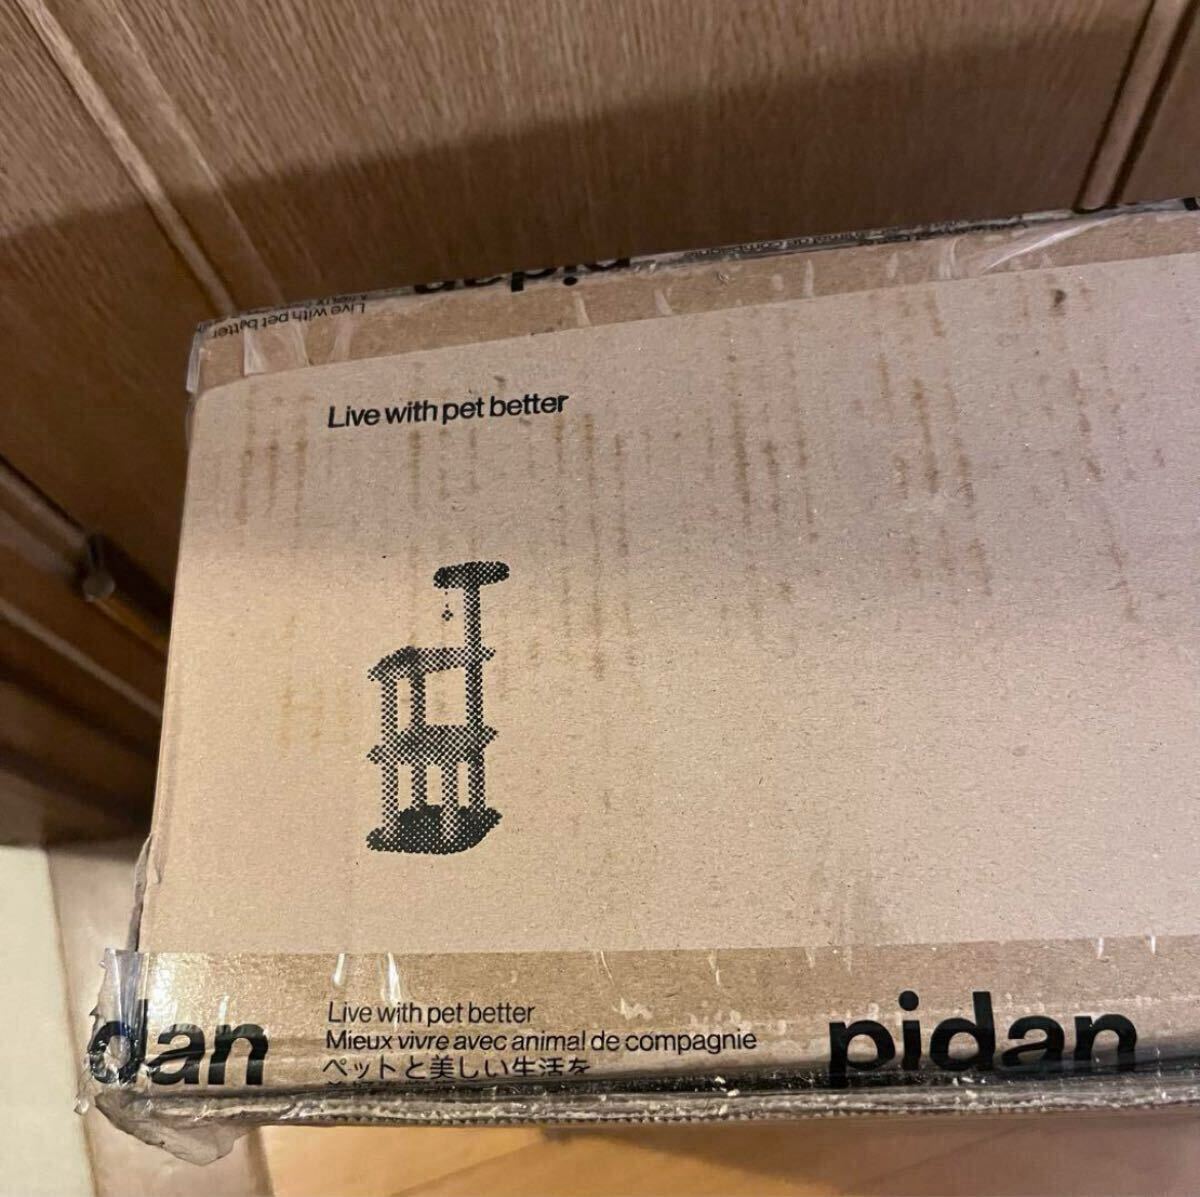 pidan
Live with pet better
Live with pet better
dan
Live with pet better
Mieux vivre avec animal de compagnie
ペットと美しい生活を
pidan